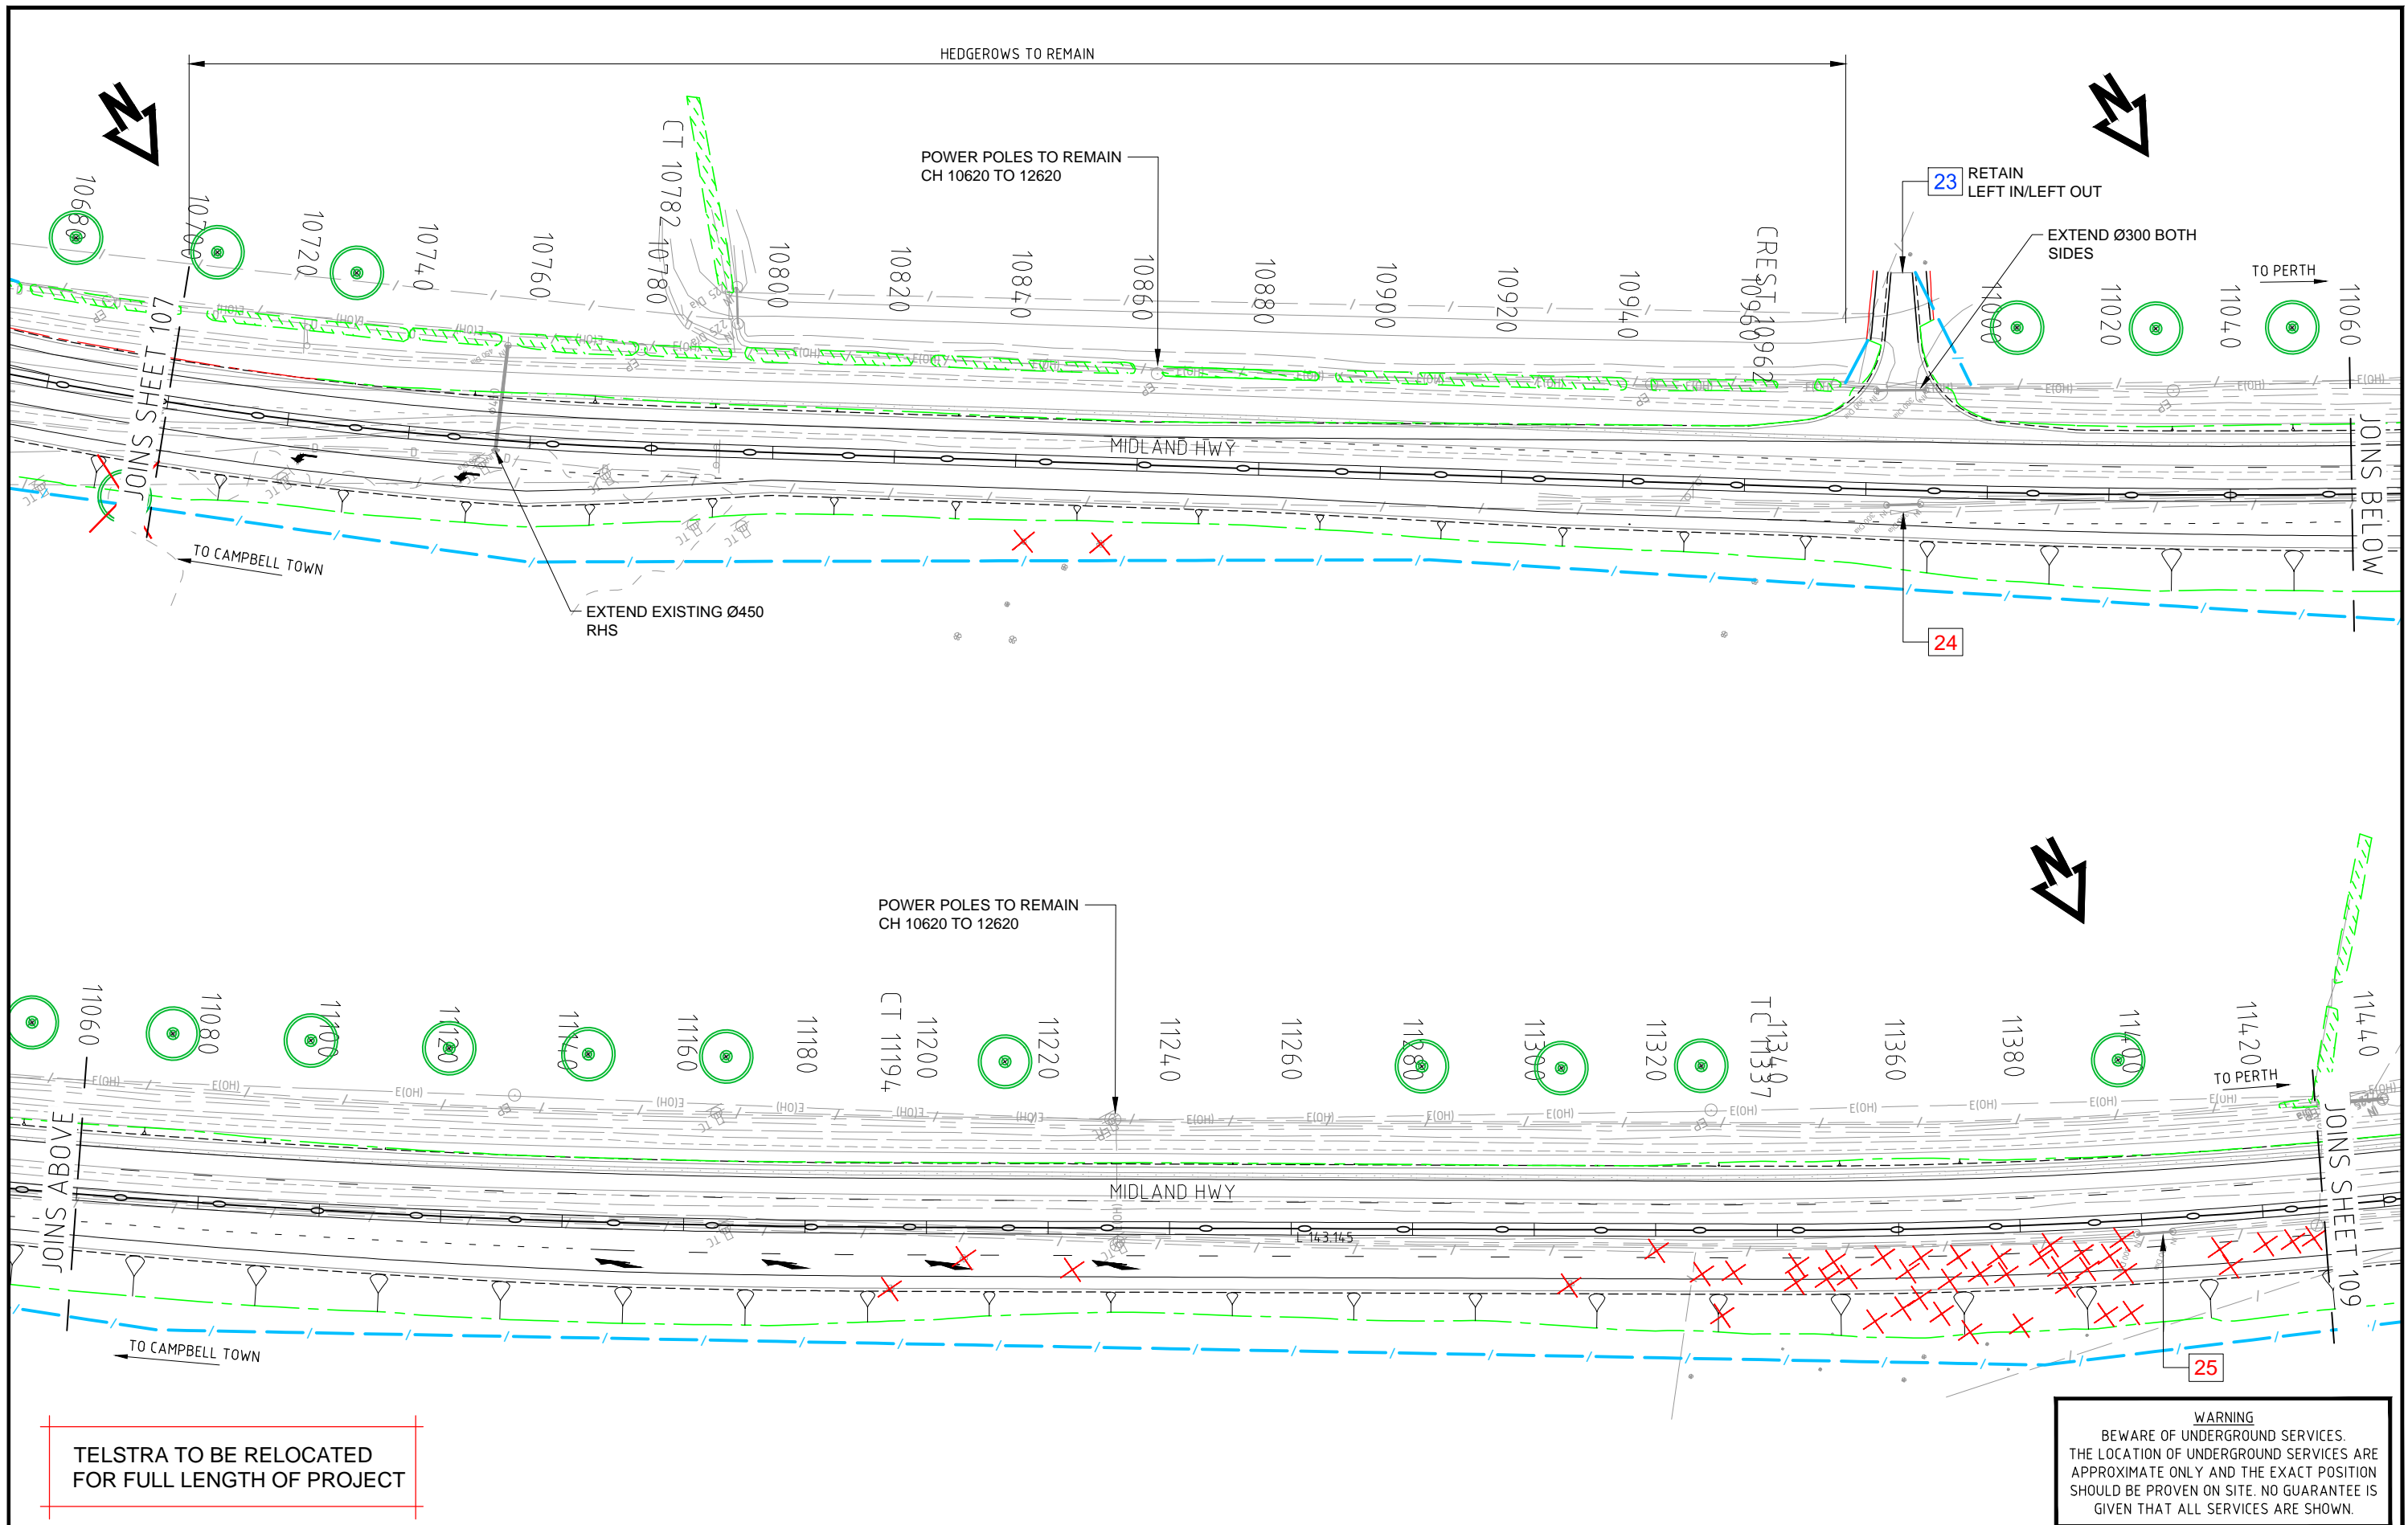 HEDGEROWS TO REMAIN
N
N
CT 10782
POWER POLES TO REMAIN
CH 10620 TO 12620
23 RETAIN
LEFT IN/LEFT OUT
EXTEND Ø300 BOTH
SIDES
TO PERTH
10680
10700
10720
10740
10760
10780
10800
10820
10840
10860
10880
10900
10920
10940
10960
CREST 10962
11000
11020
11040
11060
E(OH)
EP
JOINS SHEET 107
MIDLAND HWY
JOINS BELOW
TO CAMPBELL TOWN
EXTEND EXISTING Ø450
RHS
24
N
POWER POLES TO REMAIN
CH 10620 TO 12620
11060
11080
11100
11120
11140
11160
11180
CT 11194
11200
11220
11240
11260
11280
11300
11320
TC 11337
11340
11360
11380
11400
11420
11440
TO PERTH
E(OH)
EP
JOINS ABOVE
MIDLAND HWY
L 143.145
JOINS SHEET 109
TO CAMPBELL TOWN
25
TELSTRA TO BE RELOCATED
FOR FULL LENGTH OF PROJECT
WARNING
BEWARE OF UNDERGROUND SERVICES.
THE LOCATION OF UNDERGROUND SERVICES ARE
APPROXIMATE ONLY AND THE EXACT POSITION
SHOULD BE PROVEN ON SITE. NO GUARANTEE IS
GIVEN THAT ALL SERVICES ARE SHOWN.